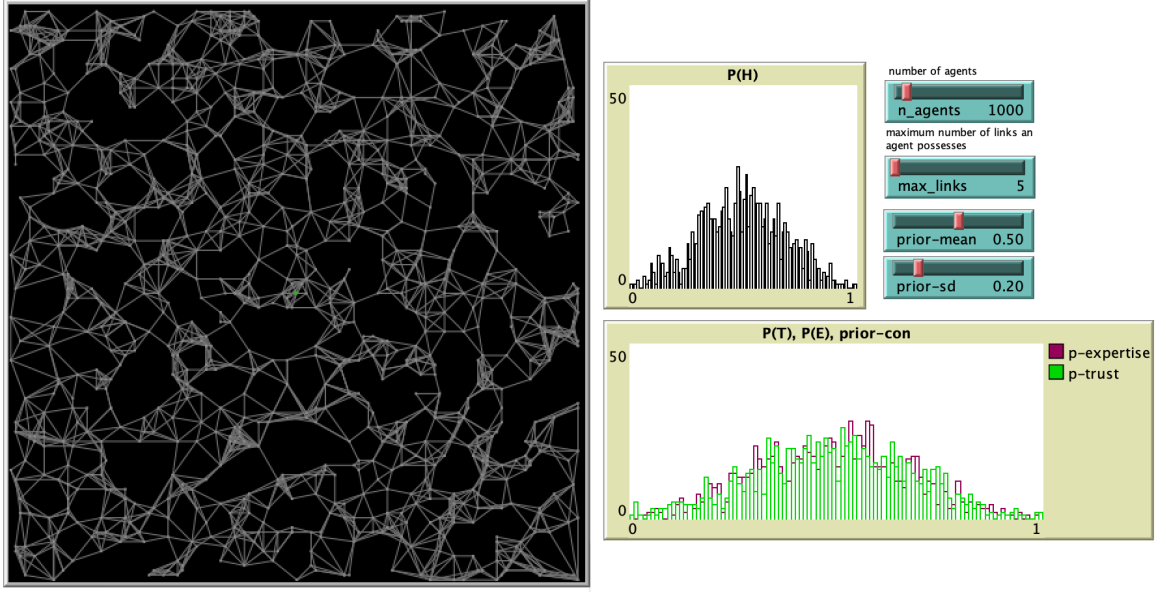 P(H)
50
0
0 1
number of agents
n_agents 1000
maximum number of links an
agent possesses
max_links 5
prior-mean 0.50
prior-sd 0.20
P(T), P(E), prior-con
50
0
0 1
p-expertise
p-trust